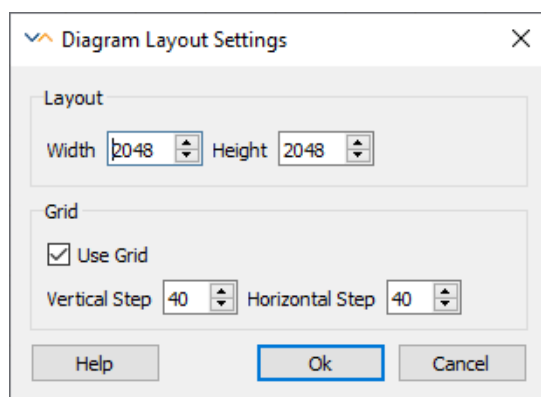 Diagram Layout Settings
Layout
Width 2048 Height 2048
Grid
Use Grid
Vertical Step 40 Horizontal Step 40
Help Ok Cancel